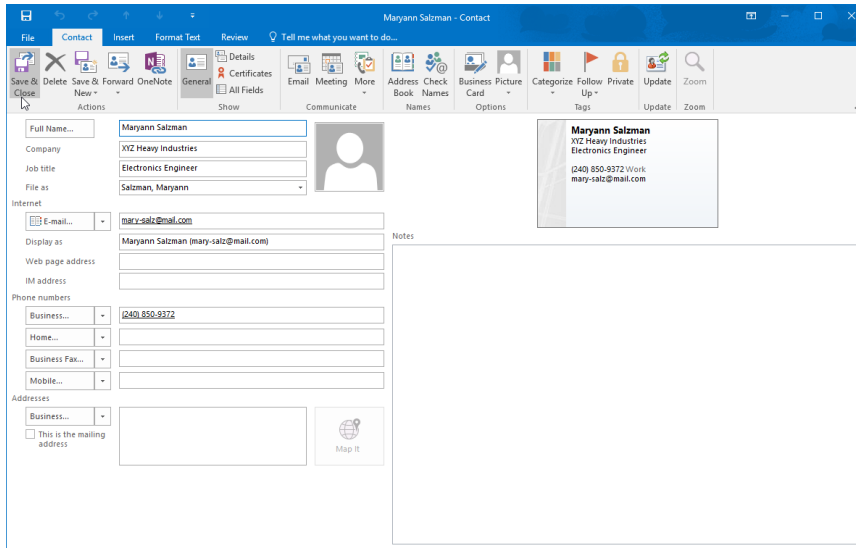 Maryann Salzman - Contact
File Contact Insert Format Text Review Tell me what you want to do...
Save & Close Delete Save & New Forward OneNote
Actions
General Details Certificates All Fields
Show
Email Meeting More
Communicate
Address Book Check Names
Names
Business Card Picture
Options
Categorize Follow Up Private
Tags
Update
Update
Zoom
Zoom
Full Name... Maryann Salzman
Company XYZ Heavy Industries
Job title Electronics Engineer
File as Salzman, Maryann
Internet
E-mail... mary-salz@mail.com
Display as Maryann Salzman (mary-salz@mail.com)
Web page address
IM address
Phone numbers
Business... (240) 850-9372
Home...
Business Fax...
Mobile...
Addresses
Business...
This is the mailing
address
Map It
Maryann Salzman
XYZ Heavy Industries
Electronics Engineer
(240) 850-9372 Work
mary-salz@mail.com
Notes